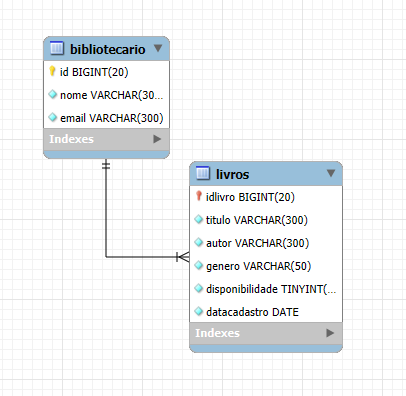 bibliotecario
id BIGINT(20)
nome VARCHAR(30...
email VARCHAR(300)
Indexes
livros
idlivro BIGINT(20)
titulo VARCHAR(300)
autor VARCHAR(300)
genero VARCHAR(50)
disponibilidade TINYINT(...
datacadastro DATE
Indexes